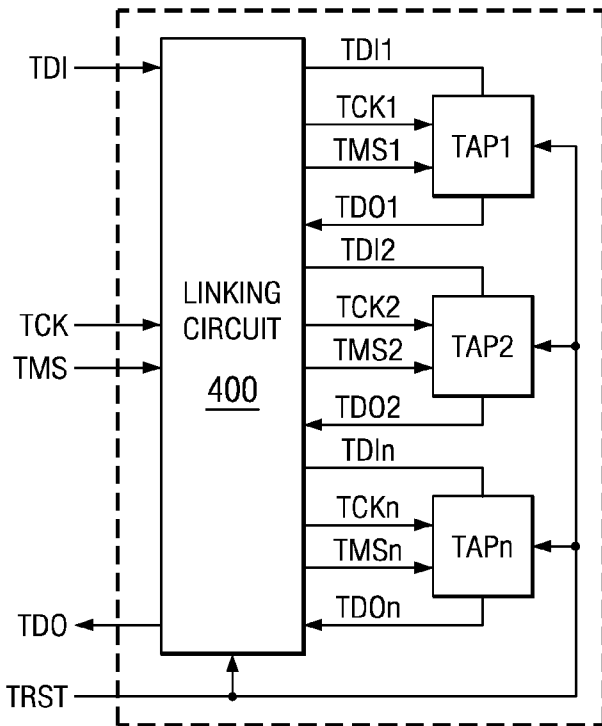 TDI
TCK
TMS
TDO
TRST
LINKING
CIRCUIT
400
TDI1
TCK1
TMS1
TDO1
TAP1
TDI2
TCK2
TMS2
TDO2
TAP2
TDIn
TCKn
TMSn
TDOn
TAPn